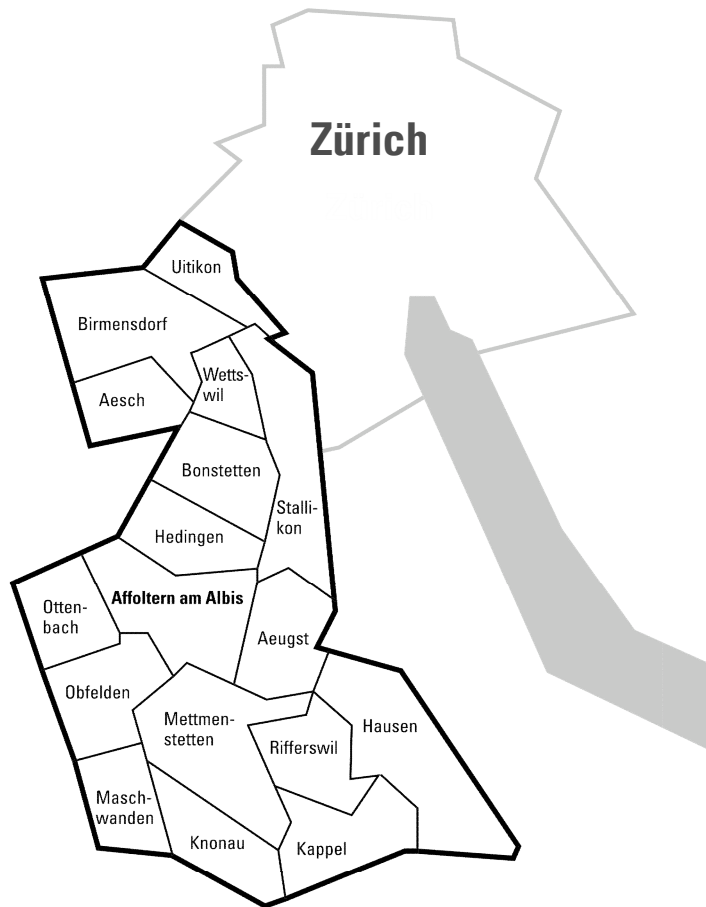 Zürich
Uitikon
Birmensdorf
Wetts-
wil
Aesch
Bonstetten
Stalli-
kon
Hedingen
Affoltern am Albis
Otten-
bach
Aeugst
Obfelden
Mettmen-
stetten
Hausen
Rifferswil
Masch-
wanden
Knonau
Kappel